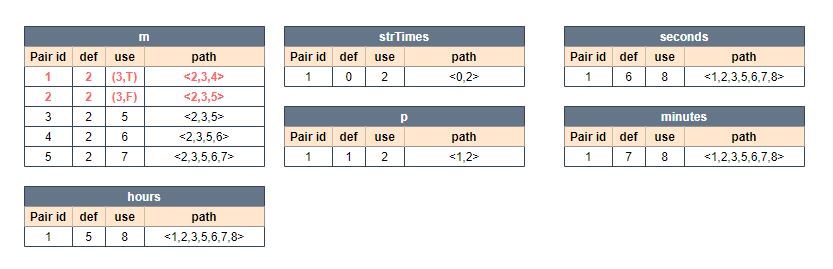 m
Pair id def use path
1 2 (3,T) <2,3,4>
2 2 (3,F) <2,3,5>
3 2 5 <2,3,5>
4 2 6 <2,3,5,6>
5 2 7 <2,3,5,6,7>
strTimes
Pair id def use path
1 0 2 <0,2>
p
Pair id def use path
1 1 2 <1,2>
seconds
Pair id def use path
1 6 8 <1,2,3,5,6,7,8>
minutes
Pair id def use path
1 7 8 <1,2,3,5,6,7,8>
hours
Pair id def use path
1 5 8 <1,2,3,5,6,7,8>